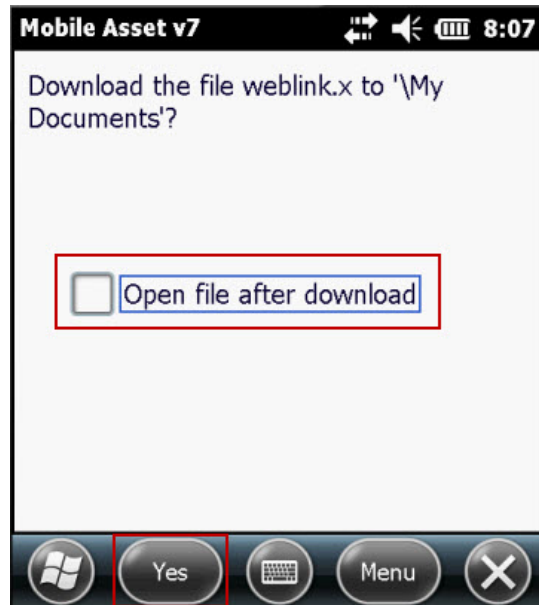 Mobile Asset v7 8:07
Download the file weblink.x to '\My
Documents'?
Open file after download
Yes Menu